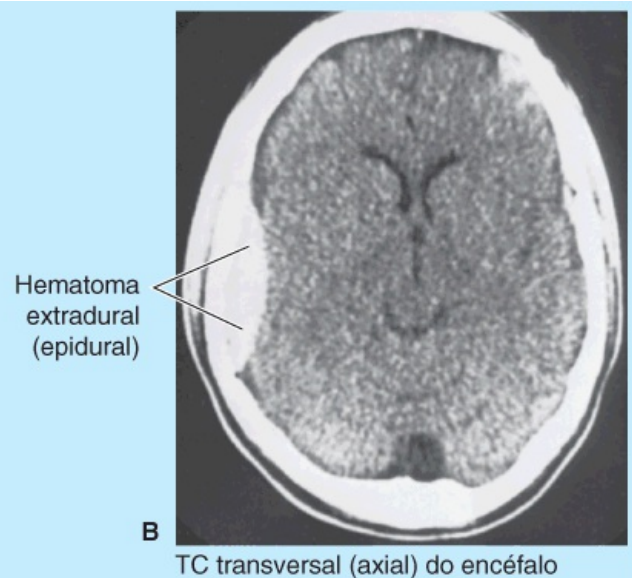 Hematoma
extradural
(epidural)
B
TC transversal (axial) do encéfalo